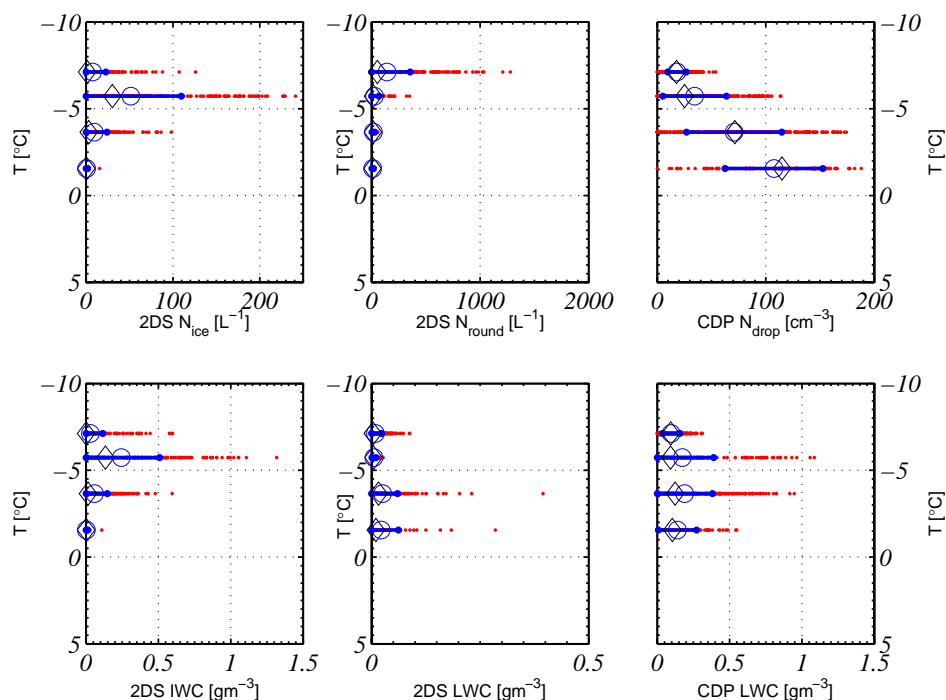 −10 −10
T [°C] −5 T [°C] −5 −5 T [°C]
0 0 0
5 5 5
0 100 200 0 1000 2000 0 100 200
2DS N_ice [L⁻¹] 2DS N_round [L⁻¹] CDP N_drop [cm⁻³]
−10 −10 −10
T [°C] −5 T [°C] −5 −5 T [°C]
0 0 0
5 5 5
0 0.5 1 1.5 0 0.5 0 0.5 1 1.5
2DS IWC [gm⁻³] 2DS LWC [gm⁻³] CDP LWC [gm⁻³]